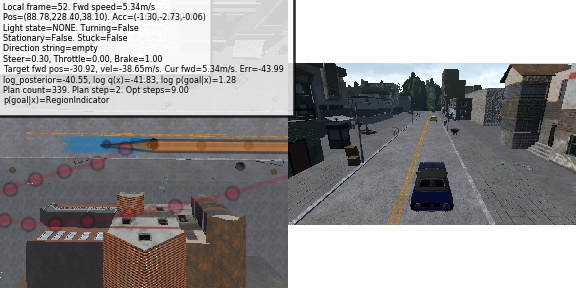 Local frame=52. Fwd speed=5.34m/s
Pos=(88.78,228.40,38.10). Acc=(-1.30,-2.73,-0.06)
Light state=NONE. Turning=False
Stationary=False. Stuck=False
Direction string=empty
Steer=0.30, Throttle=0.00, Brake=1.00
Target fwd pos=-30.92, vel=-38.65m/s. Cur fwd=5.34m/s. Err=-43.99
log_posterior=-40.55, log q(x)=-41.83, log p(goal|x)=1.28
Plan count=339. Plan step=2. Opt steps=9.00
p(goal|x)=RegionIndicator